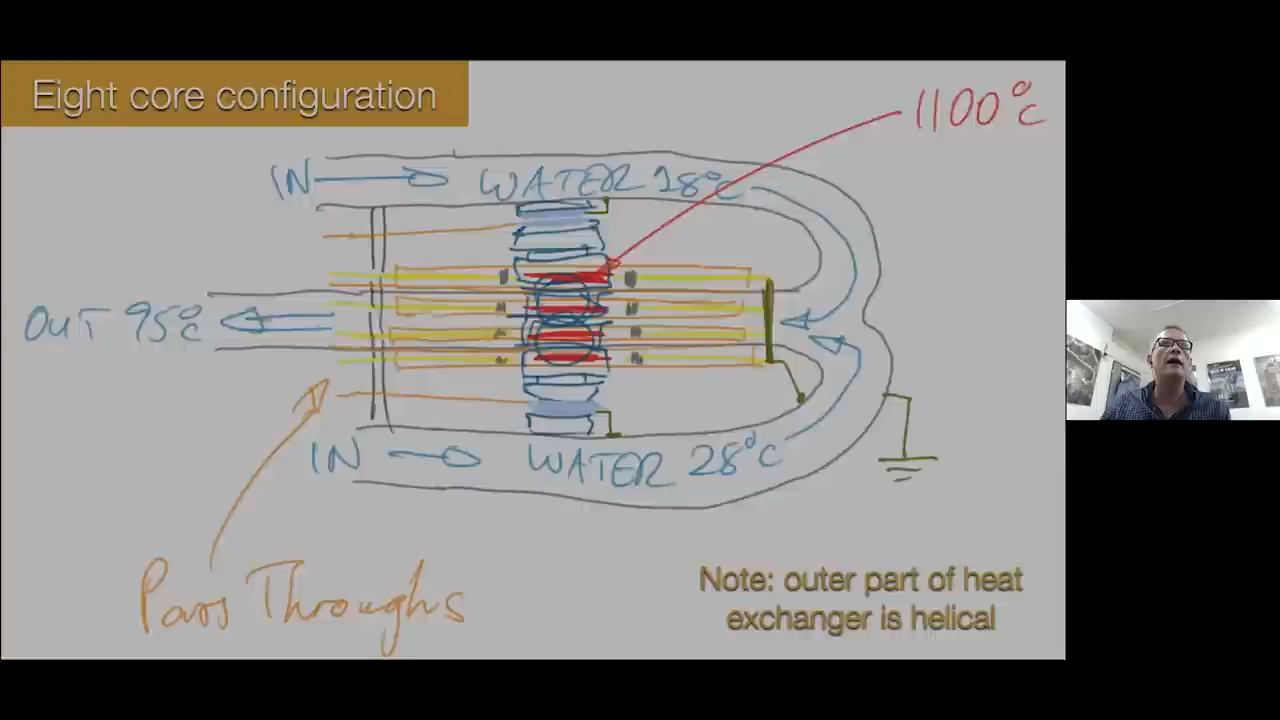 Eight core configuration
1100°C
IN WATER 18°C
OUT 95°C
IN WATER 28°C
Pass Throughs
Note: outer part of heat
exchanger is helical